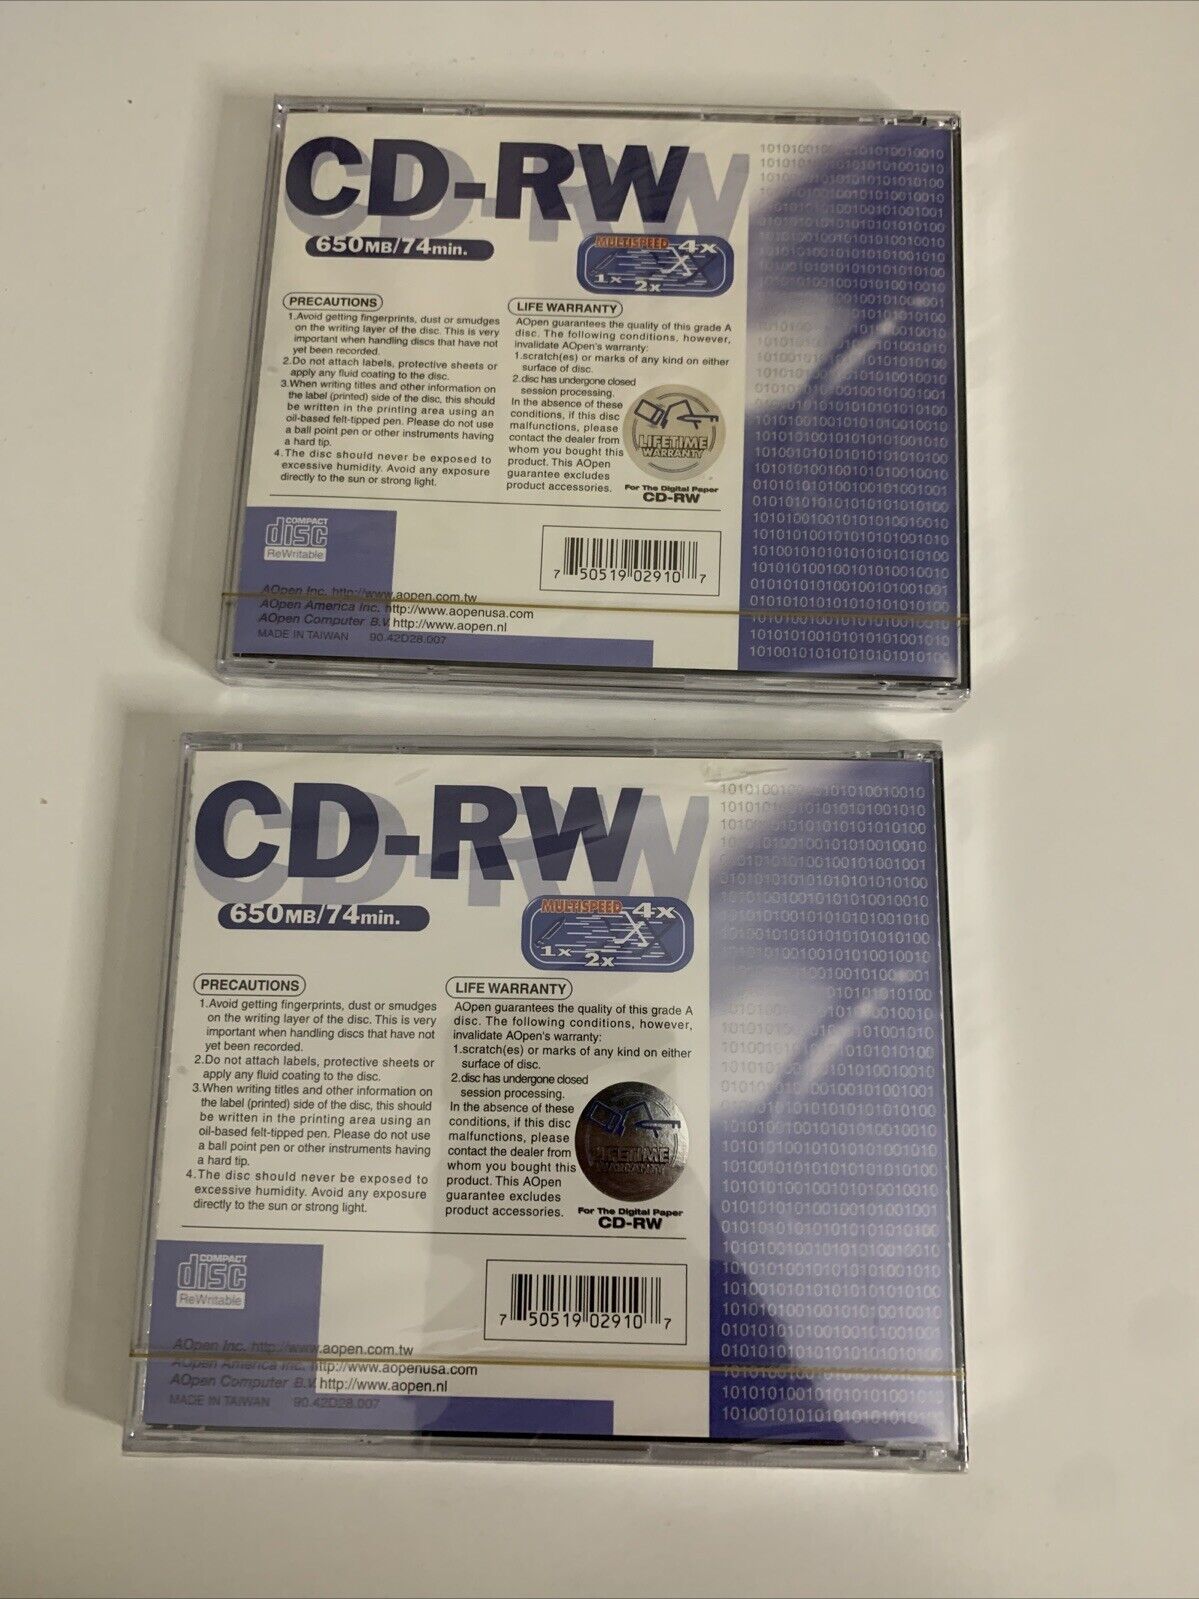 CD-RW
650MB/74min.
MULTISPEED 4x
1x 2x
PRECAUTIONS
1.Avoid getting fingerprints, dust or smudges
on the writing layer of the disc. This is very
important when handling discs that have not
yet been recorded.
2.Do not attach labels, protective sheets or
apply any fluid coating to the disc.
3.When writing titles and other information on
the label (printed) side of the disc, this should
be written in the printing area using an
oil-based felt-tipped pen. Please do not use
a ball point pen or other instruments having
a hard tip.
4.The disc should never be exposed to
excessive humidity. Avoid any exposure
directly to the sun or strong light.
LIFE WARRANTY
AOpen guarantees the quality of this grade A
disc. The following conditions, however,
invalidate AOpen's warranty:
1.scratch(es) or marks of any kind on either
surface of disc.
2.disc has undergone closed
session processing.
In the absence of these
conditions, if this disc
malfunctions, please
contact the dealer from
whom you bought this
product. This AOpen
guarantee excludes
product accessories.
LIFETIME
WARRANTY
For The Digital Paper
CD-RW
COMPACT
disc
ReWritable
7 50519 02910 7
AOpen Inc. http://www.aopen.com.tw
AOpen America Inc. http://www.aopenusa.com
AOpen Computer B.V. http://www.aopen.nl
MADE IN TAIWAN 90.42D28.007
CD-RW
650MB/74min.
MULTISPEED 4x
1x 2x
PRECAUTIONS
1.Avoid getting fingerprints, dust or smudges
on the writing layer of the disc. This is very
important when handling discs that have not
yet been recorded.
2.Do not attach labels, protective sheets or
apply any fluid coating to the disc.
3.When writing titles and other information on
the label (printed) side of the disc, this should
be written in the printing area using an
oil-based felt-tipped pen. Please do not use
a ball point pen or other instruments having
a hard tip.
4.The disc should never be exposed to
excessive humidity. Avoid any exposure
directly to the sun or strong light.
LIFE WARRANTY
AOpen guarantees the quality of this grade A
disc. The following conditions, however,
invalidate AOpen's warranty:
1.scratch(es) or marks of any kind on either
surface of disc.
2.disc has undergone closed
session processing.
In the absence of these
conditions, if this disc
malfunctions, please
contact the dealer from
whom you bought this
product. This AOpen
guarantee excludes
product accessories.
LIFETIME
WARRANTY
For The Digital Paper
CD-RW
COMPACT
disc
ReWritable
7 50519 02910 7
AOpen Inc. http://www.aopen.com.tw
AOpen America Inc. http://www.aopenusa.com
AOpen Computer B.V. http://www.aopen.nl
MADE IN TAIWAN 90.42D28.007